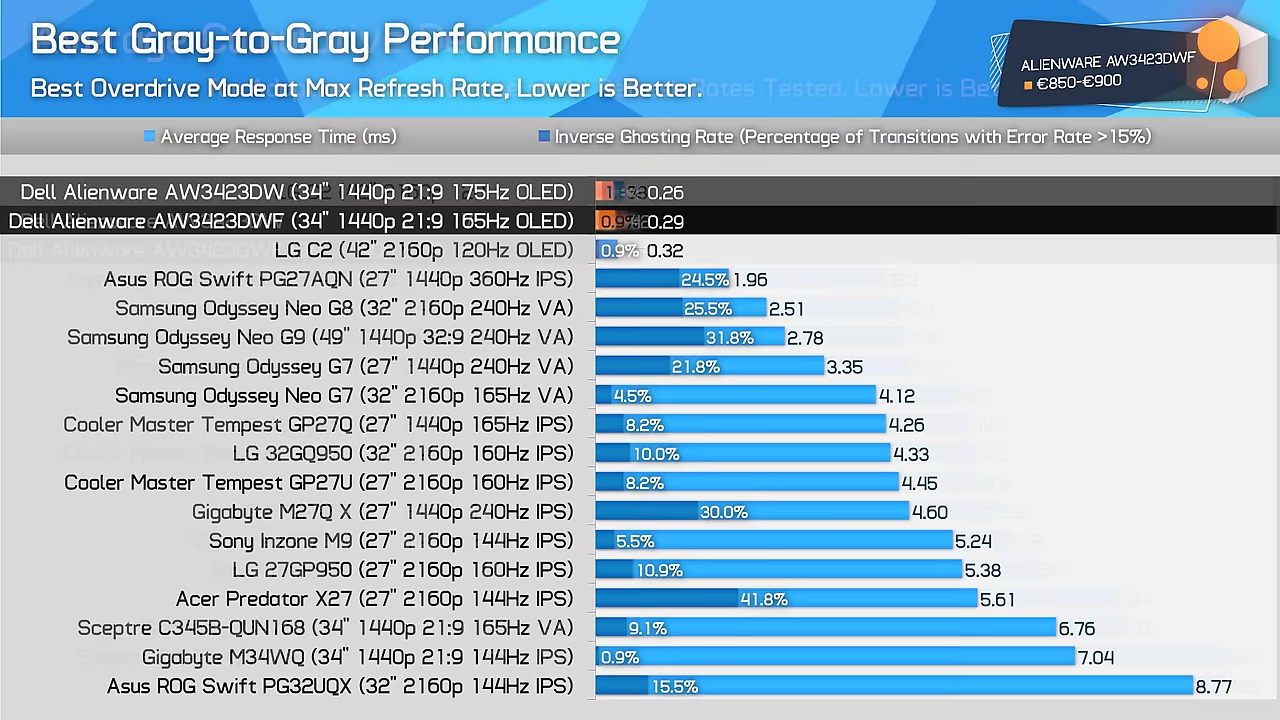 Best Gray-to-Gray Performance
Best Overdrive Mode at Max Refresh Rate, Lower is Better.
ALIENWARE AW3423DWF
€850-€900
Average Response Time (ms)
Inverse Ghosting Rate (Percentage of Transitions with Error Rate >15%)
Dell Alienware AW3423DW (34" 1440p 21:9 175Hz OLED) 0.26
Dell Alienware AW3423DWF (34" 1440p 21:9 165Hz OLED) 0.9% 0.29
LG C2 (42" 2160p 120Hz OLED) 0.9% 0.32
Asus ROG Swift PG27AQN (27" 1440p 360Hz IPS) 24.5% 1.96
Samsung Odyssey Neo G8 (32" 2160p 240Hz VA) 25.5% 2.51
Samsung Odyssey Neo G9 (49" 1440p 32:9 240Hz VA) 31.8% 2.78
Samsung Odyssey G7 (27" 1440p 240Hz VA) 21.8% 3.35
Samsung Odyssey Neo G7 (32" 2160p 165Hz VA) 4.5% 4.12
Cooler Master Tempest GP27Q (27" 1440p 165Hz IPS) 8.2% 4.26
LG 32GQ950 (32" 2160p 160Hz IPS) 10.0% 4.33
Cooler Master Tempest GP27U (27" 2160p 160Hz IPS) 8.2% 4.45
Gigabyte M27Q X (27" 1440p 240Hz IPS) 30.0% 4.60
Sony Inzone M9 (27" 2160p 144Hz IPS) 5.5% 5.24
LG 27GP950 (27" 2160p 160Hz IPS) 10.9% 5.38
Acer Predator X27 (27" 2160p 144Hz IPS) 41.8% 5.61
Sceptre C345B-QUN168 (34" 1440p 21:9 165Hz VA) 9.1% 6.76
Gigabyte M34WQ (34" 1440p 21:9 144Hz IPS) 0.9% 7.04
Asus ROG Swift PG32UQX (32" 2160p 144Hz IPS) 15.5% 8.77